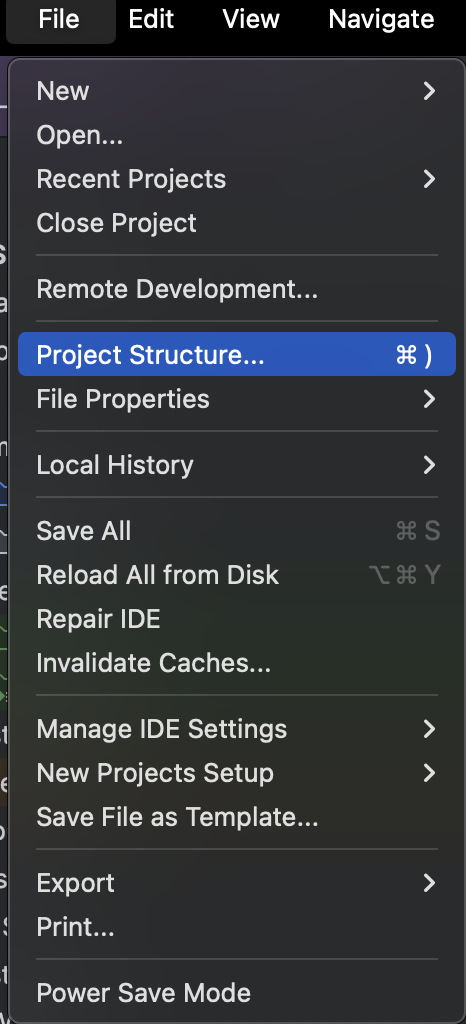 File Edit View Navigate
New
Open...
Recent Projects
Close Project
Remote Development...
Project Structure... ⌘ )
File Properties
Local History
Save All ⌘ S
Reload All from Disk ⌥ ⌘ Y
Repair IDE
Invalidate Caches...
Manage IDE Settings
New Projects Setup
Save File as Template...
Export
Print...
Power Save Mode